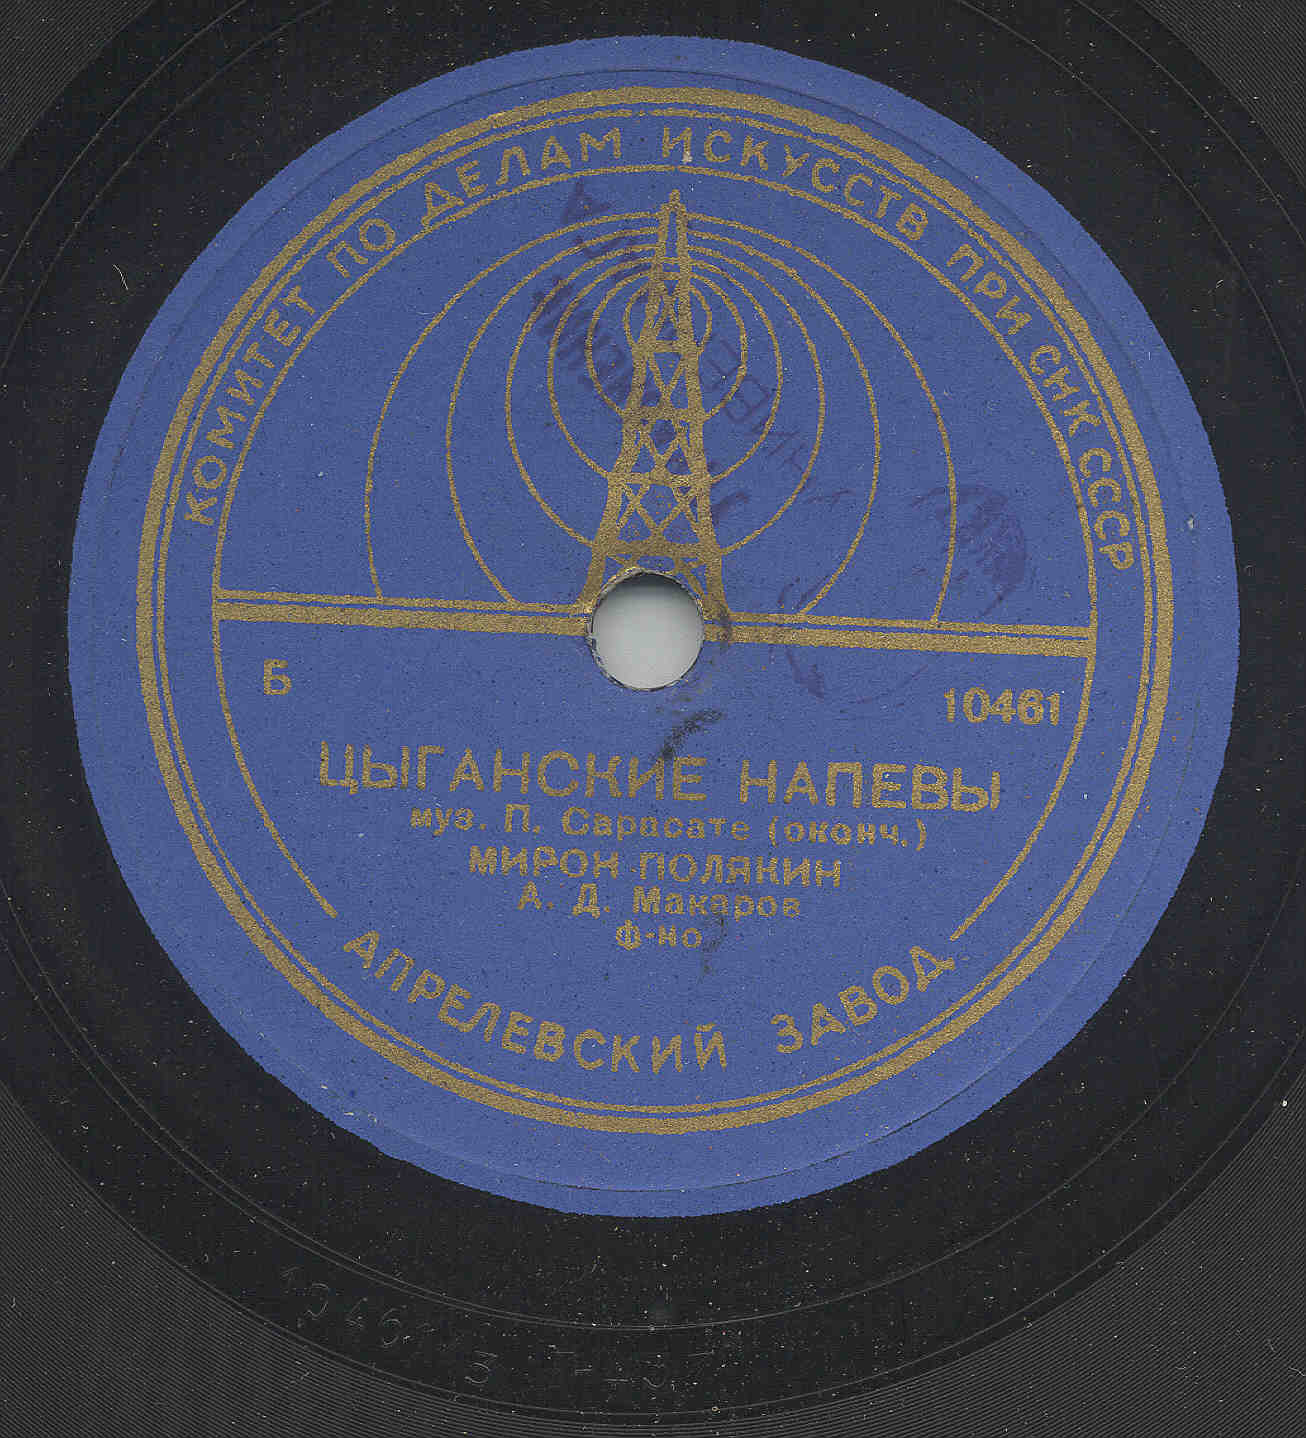 КОМИТЕТ ПО ДЕЛАМ ИСКУССТВ ПРИ СНК СССР
Б
10461
ЦЫГАНСКИЕ НАПЕВЫ
муз. П. Сарасате (оконч.)
МИРОН ПОЛЯКИН
А. Д. Макаров
Ф-но
АПРЕЛЕВСКИЙ ЗАВОД